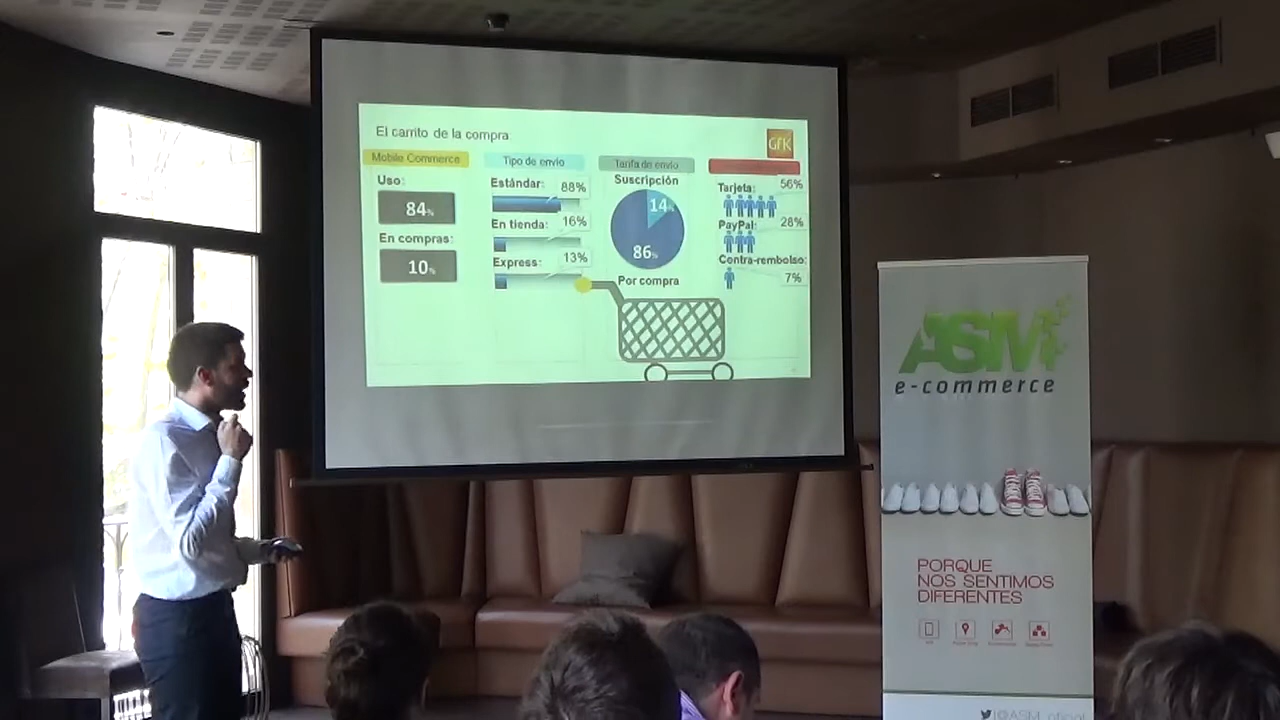 El carrito de la compra
GfK
Mobile Commerce
Uso:
84%
En compras:
10%
Tipo de envío
Estándar:
88%
En tienda:
16%
Express:
13%
Tarifa de envío
Suscripción
14%
86%
Por compra
Tarjeta:
56%
PayPal:
28%
Contra-rembolso:
7%
ASM
e-commerce
PORQUE
NOS SENTIMOS
DIFERENTES
@ASM_oficial